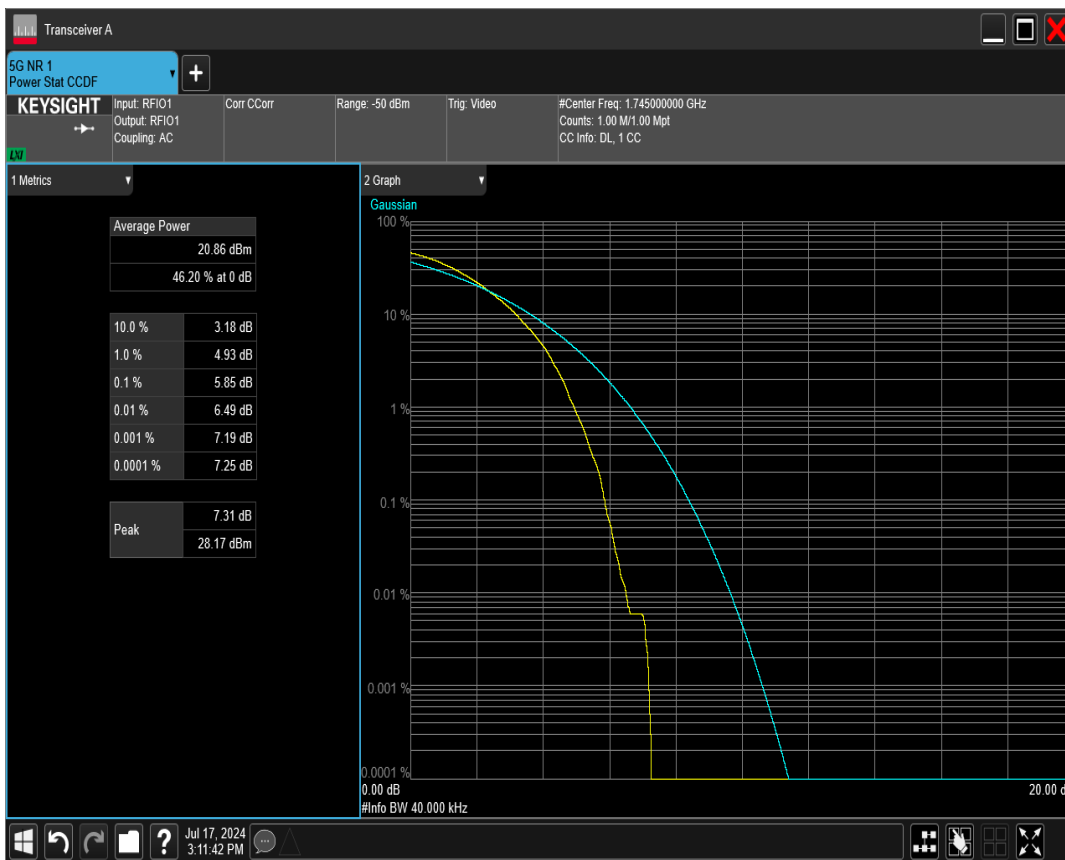 Transceiver A
5G NR 1
Power Stat CCDF
KEYSIGHT
LXI
Input: RFIO1
Output: RFIO1
Coupling: AC
Corr CCorr
Range: -50 dBm
Trig: Video
#Center Freq: 1.745000000 GHz
Counts: 1.00 M/1.00 Mpt
CC Info: DL, 1 CC
1 Metrics
Average Power
20.86 dBm
46.20 % at 0 dB
10.0 % 3.18 dB
1.0 % 4.93 dB
0.1 % 5.85 dB
0.01 % 6.49 dB
0.001 % 7.19 dB
0.0001 % 7.25 dB
Peak
7.31 dB
28.17 dBm
2 Graph
Gaussian
100 %
10 %
1 %
0.1 %
0.01 %
0.001 %
0.0001 %
0.00 dB
20.00 d
#Info BW 40.000 kHz
?
Jul 17, 2024
3:11:42 PM